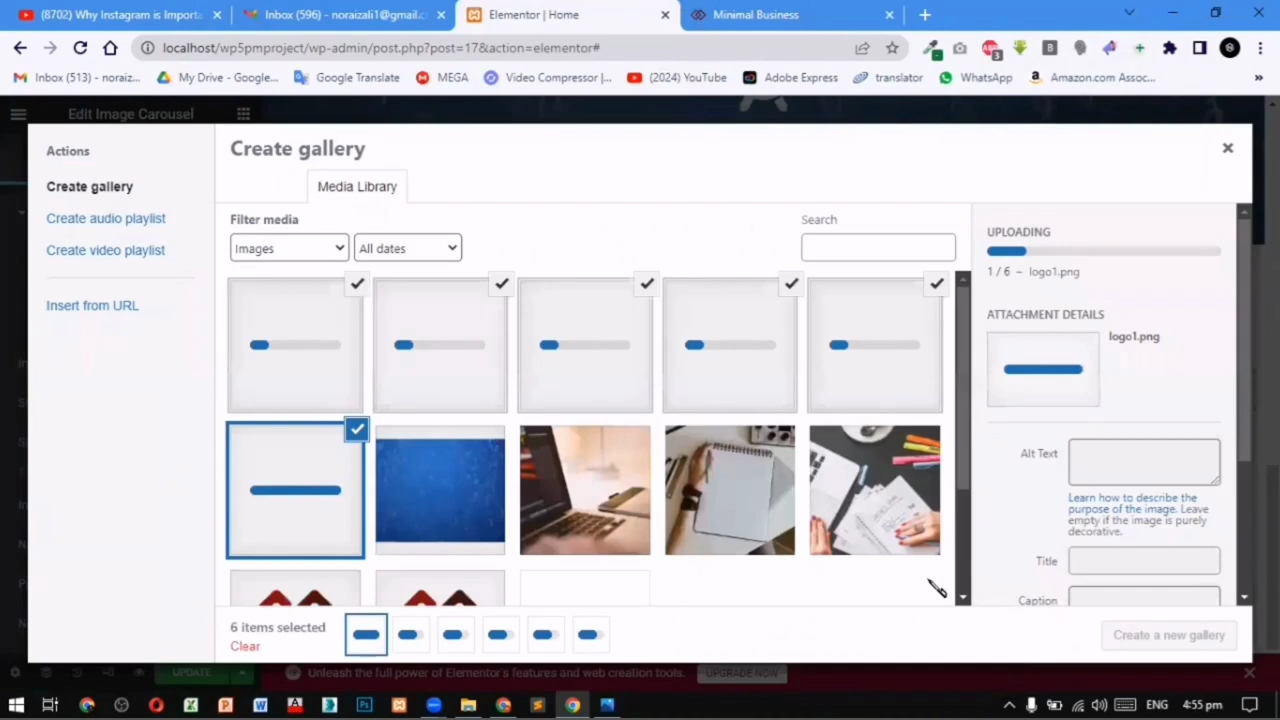 (8702) Why Instagram is Importa
Inbox (596) - noraizali1@gmail.c
Elementor | Home
Minimal Business
localhost/wp5pmproject/wp-admin/post.php?post=17&action=elementor#
Inbox (513) - noraiz...
My Drive - Google...
Google Translate
MEGA
Video Compressor |...
(2024) YouTube
Adobe Express
translator
WhatsApp
Amazon.com Assoc...
Edit Image Carousel
Actions
Create gallery
Create audio playlist
Create video playlist
Insert from URL
Create gallery
Media Library
Filter media
Images
All dates
Search
UPLOADING
1 / 6 – logo1.png
ATTACHMENT DETAILS
logo1.png
Alt Text
Learn how to describe the
purpose of the image. Leave
empty if the image is purely
decorative.
Title
Caption
6 items selected
Clear
Create a new gallery
UPDATE
Unleash the full power of Elementor's features and web creation tools.
UPGRADE NOW
ENG
4:55 pm